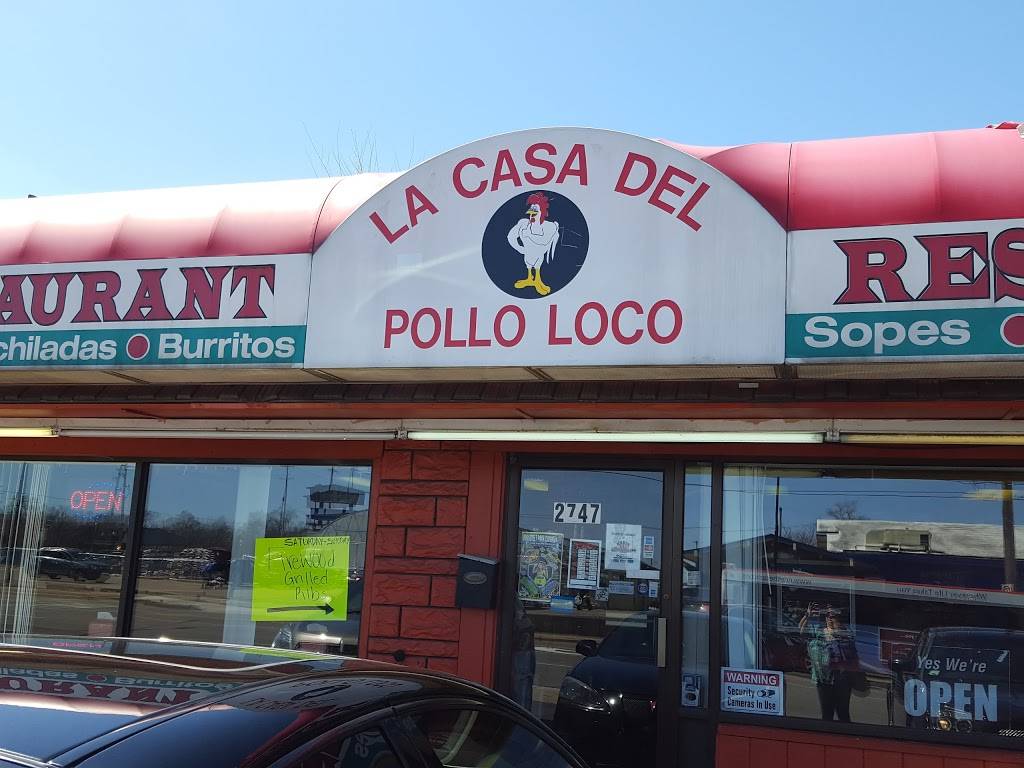 LA CASA DEL
POLLO LOCO
AURANT
chiladas Burritos
RES
Sopes
OPEN
2747
SATURDAY-SUNDAY
Firewood
Grilled
Ribs
WARNING
Security
Cameras In Use
Yes We're
OPEN